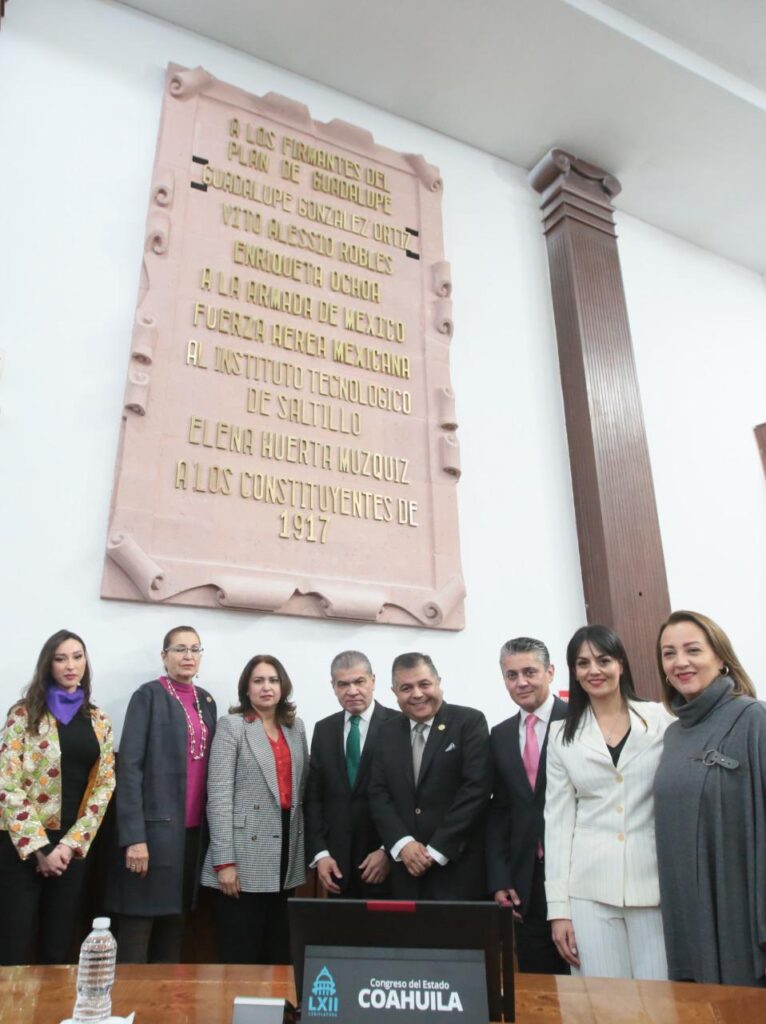 A LOS FIRMANTES DEL
PLAN DE GUADALUPE
GUADALUPE GONZALEZ ORTIZ
VITO ALESSIO ROBLES
ENRIQUETA OCHOA
A LA ARMADA DE MEXICO
FUERZA AEREA MEXICANA
AL INSTITUTO TECNOLOGICO
DE SALTILLO
ELENA HUERTA MUZQUIZ
A LOS CONSTITUYENTES DE
1917
LXII
LEGISLATURA
Congreso del Estado
COAHUILA